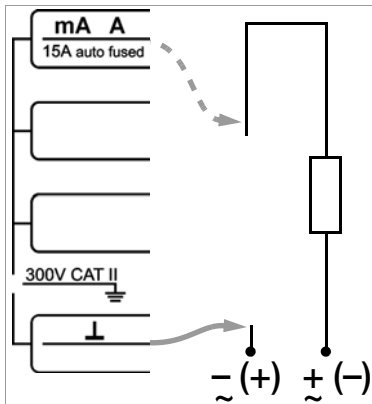 mA A
15A auto fused
300V CAT II
⊥
− (+) + (−)
~ ~